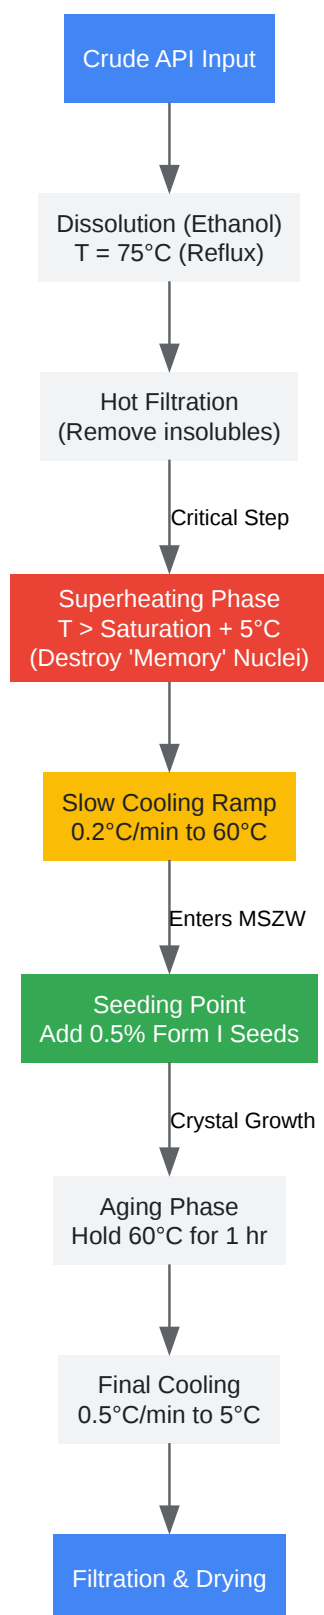 Crude API Input
Dissolution (Ethanol)
T = 75°C (Reflux)
Hot Filtration
(Remove insolubles)
Critical Step
Superheating Phase
T > Saturation + 5°C
(Destroy 'Memory' Nuclei)
Slow Cooling Ramp
0.2°C/min to 60°C
Enters MSZW
Seeding Point
Add 0.5% Form I Seeds
Crystal Growth
Aging Phase
Hold 60°C for 1 hr
Final Cooling
0.5°C/min to 5°C
Filtration & Drying